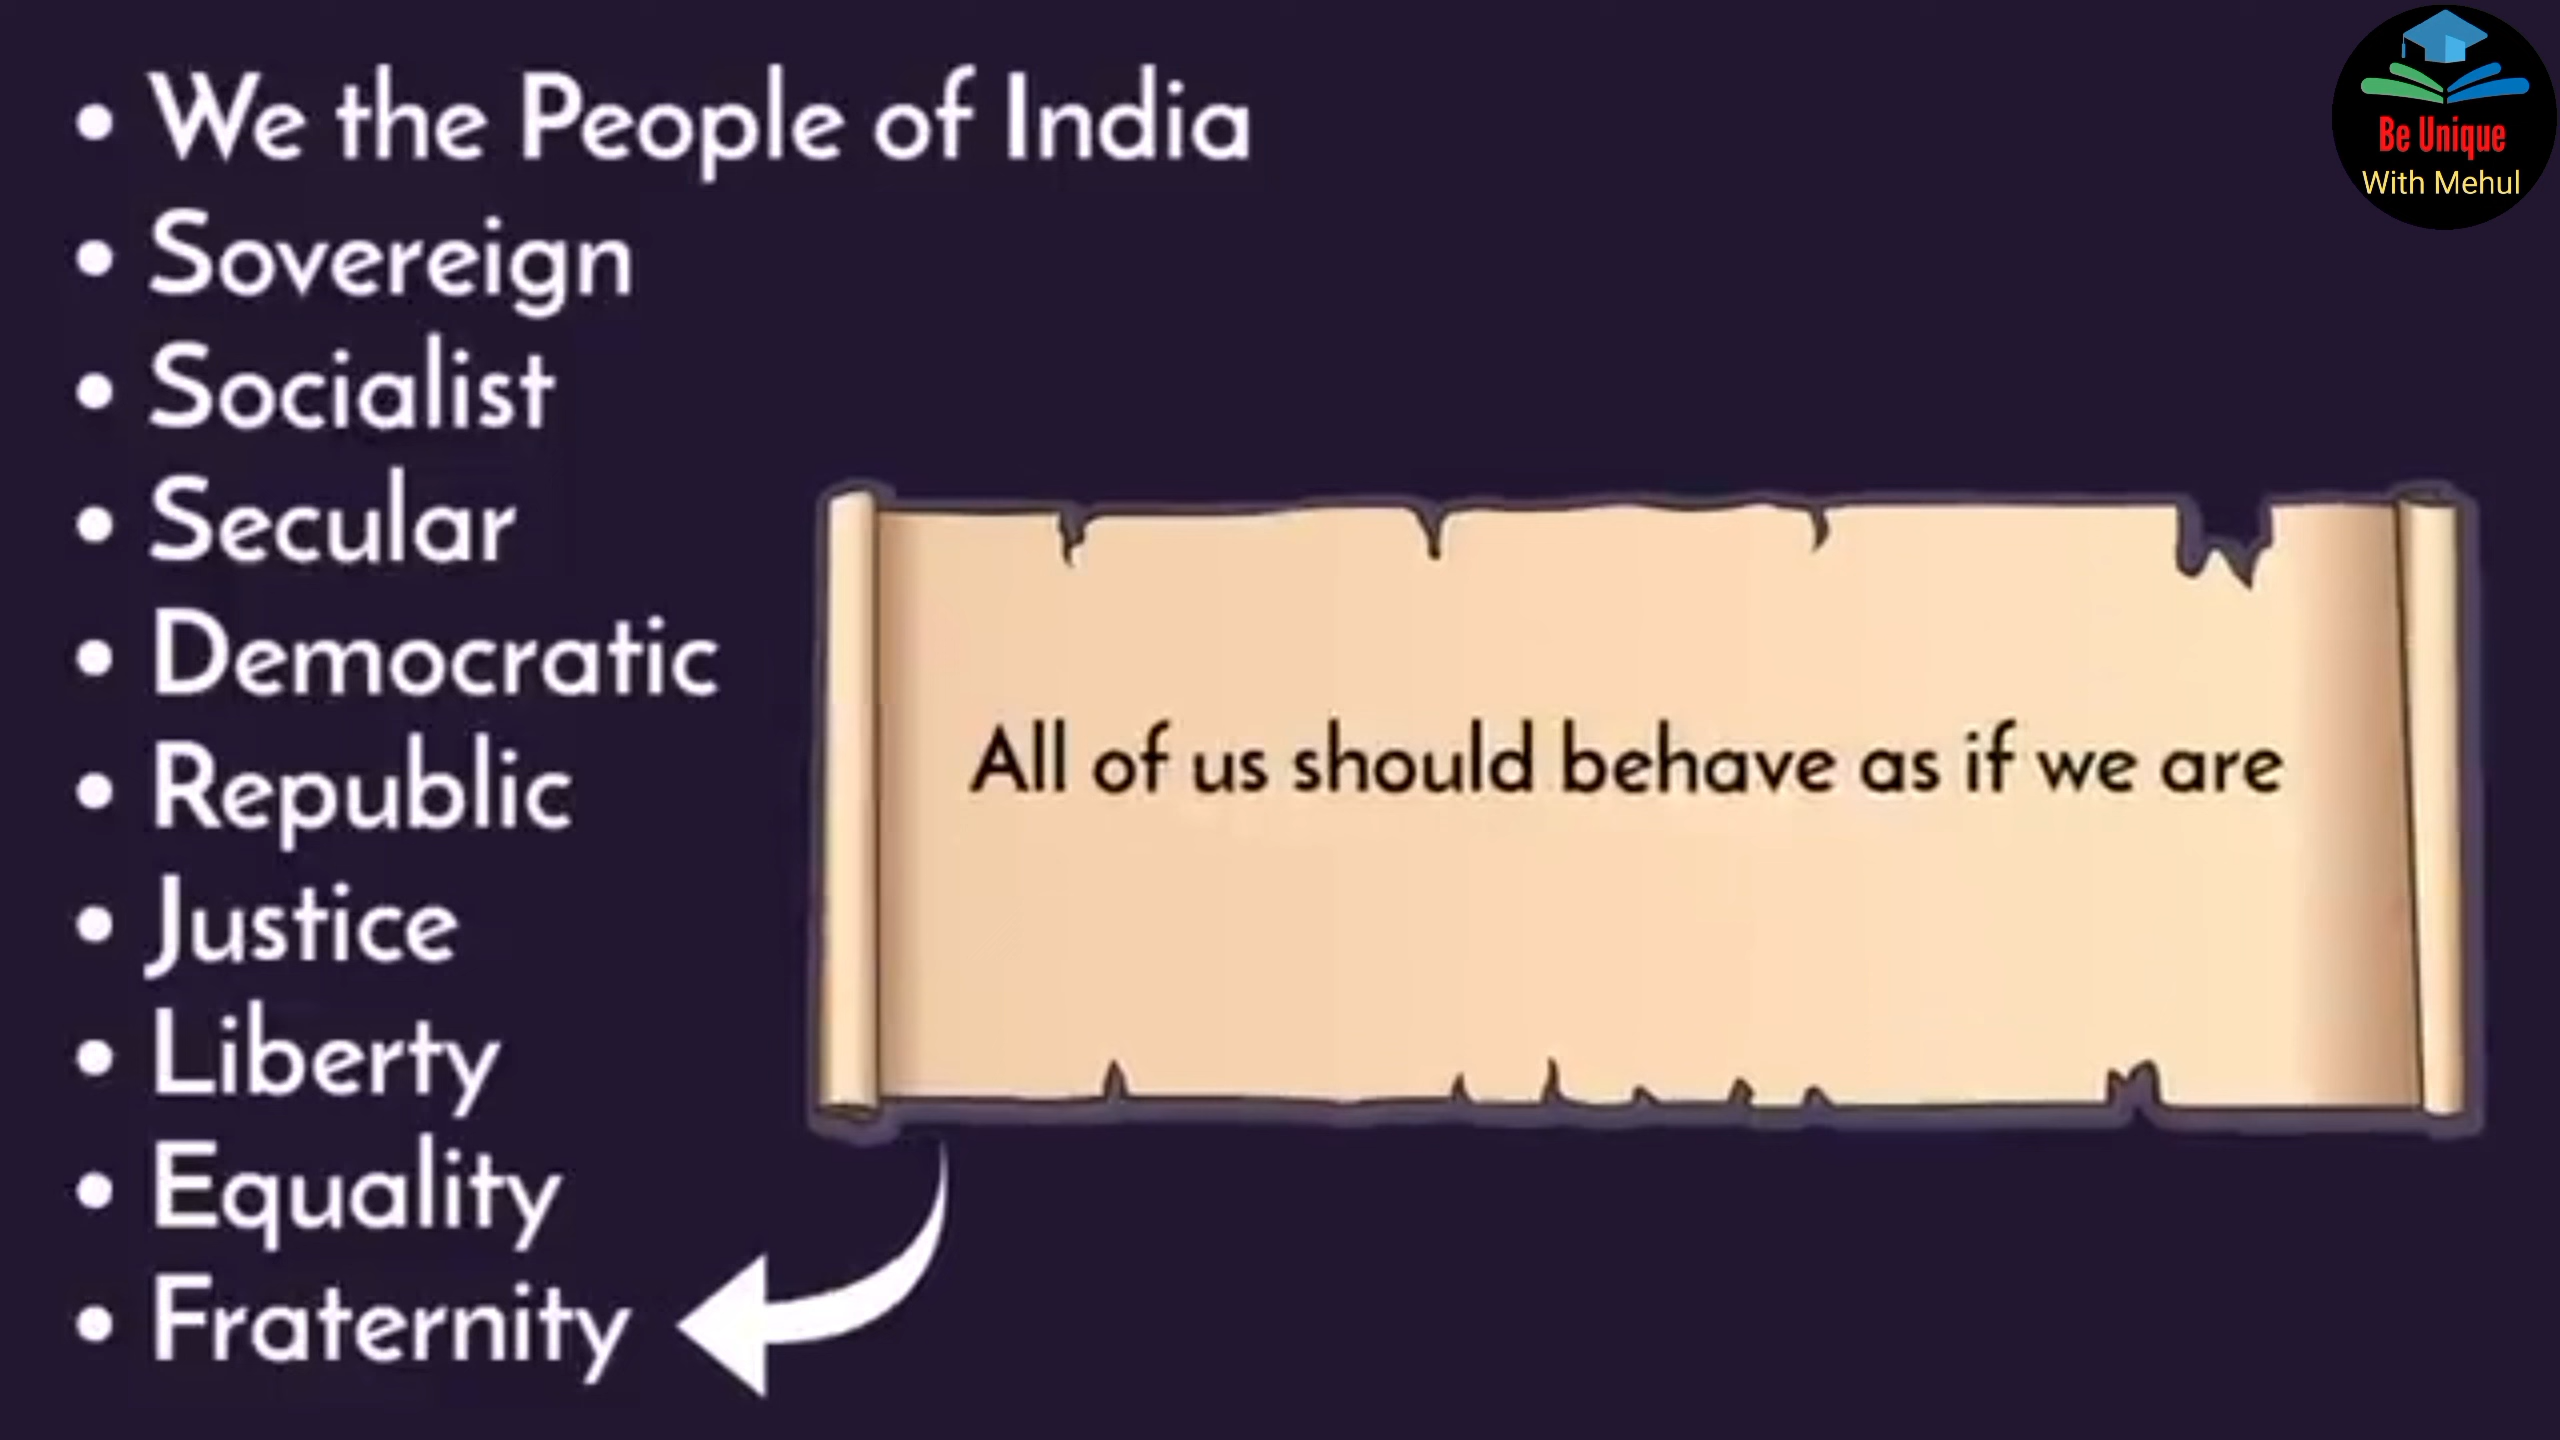 We the People of India
Sovereign
Socialist
Secular
Democratic
Republic
Justice
Liberty
Equality
Fraternity
All of us should behave as if we are
Be Unique
With Mehul